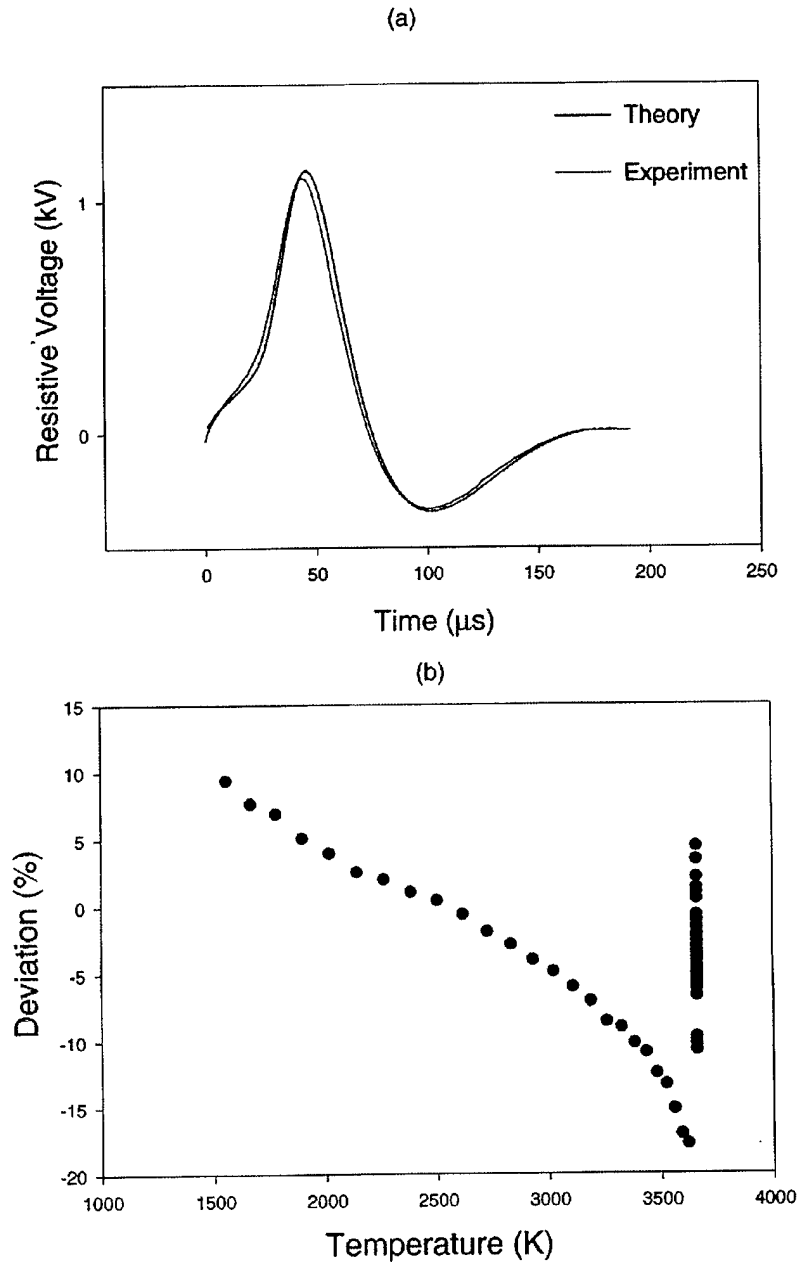 (a)
Theory
Experiment
Resistive Voltage (kV)
1
0
0 50 100 150 200 250
Time (μs)
(b)
Deviation (%)
15
10
5
0
-5
-10
-15
-20
1000 1500 2000 2500 3000 3500 4000
Temperature (K)